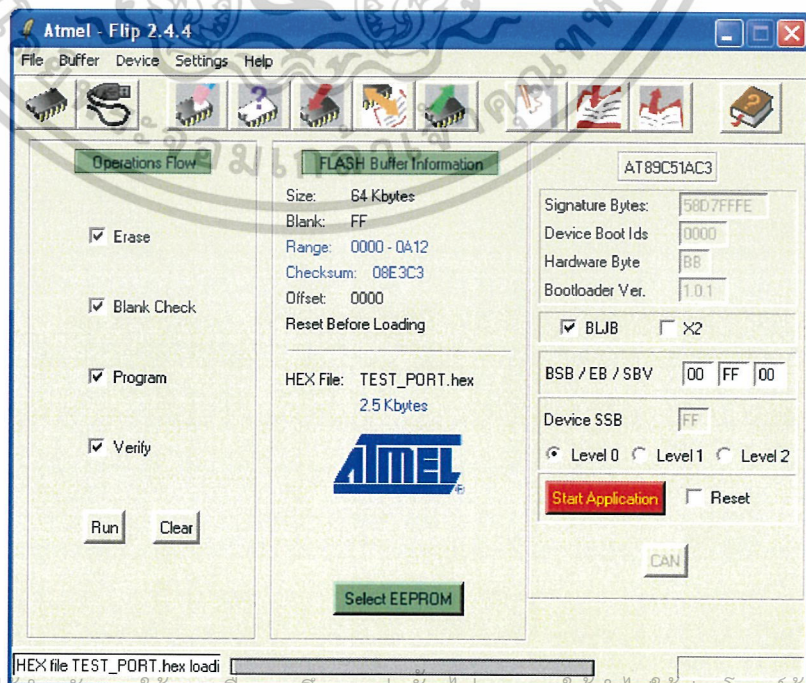 Atmel - Flip 2.4.4
File Buffer Device Settings Help
Operations Flow
Erase
Blank Check
Program
Verify
Run Clear
FLASH Buffer Information
Size: 64 Kbytes
Blank: FF
Range: 0000 - 0A12
Checksum: 08E3C3
Offset: 0000
Reset Before Loading
HEX File: TEST_PORT.hex
2.5 Kbytes
ATMEL
Select EEPROM
AT89C51AC3
Signature Bytes: 58D7FFFE
Device Boot Ids 0000
Hardware Byte BB
Bootloader Ver. 1.0.1
BLJB X2
BSB / EB / SBV 00 FF 00
Device SSB FF
Level 0 Level 1 Level 2
Start Application Reset
CAN
HEX file TEST_PORT.hex loadi